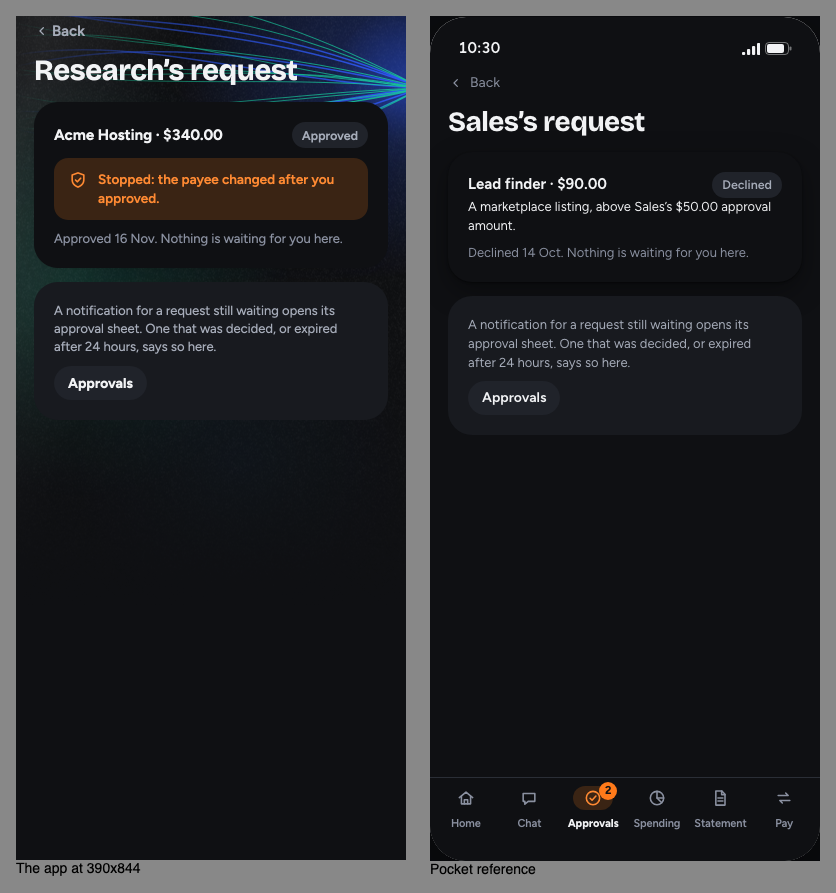 Back
Research’s request
Acme Hosting · $340.00
Approved
Stopped: the payee changed after you
approved.
Approved 16 Nov. Nothing is waiting for you here.
A notification for a request still waiting opens its
approval sheet. One that was decided, or expired
after 24 hours, says so here.
Approvals
The app at 390x844
10:30
Back
Sales’s request
Lead finder · $90.00
Declined
A marketplace listing, above Sales’s $50.00 approval
amount.
Declined 14 Oct. Nothing is waiting for you here.
A notification for a request still waiting opens its
approval sheet. One that was decided, or expired
after 24 hours, says so here.
Approvals
2
Home
Chat
Approvals
Spending
Statement
Pay
Pocket reference